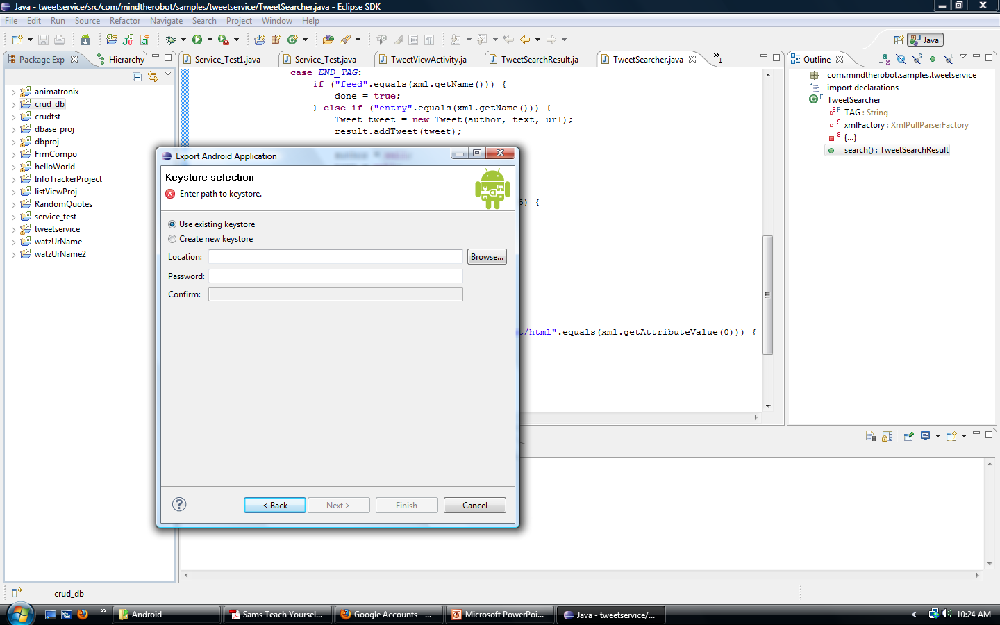 Java - tweetservice/src/com/mindtherobot/samples/tweetservice/TweetSearcher.java - Eclipse SDK
File Edit Run Source Refactor Navigate Search Project Window Help
Java
Package Exp
Hierarchy
Service_Test1.java
Service_Test.java
TweetViewActivity.ja
TweetSearchResult.ja
TweetSearcher.java
»1
Outline
animatronix
crud_db
crudtst
dbase_proj
dbproj
FrmCompo
helloWorld
InfoTrackerProject
listViewProj
RandomQuotes
service_test
tweetservice
watzUrName
watzUrName2
case END_TAG:
if ("feed".equals(xml.getName())) {
done = true;
} else if ("entry".equals(xml.getName())) {
Tweet tweet = new Tweet(author, text, url);
result.addTweet(tweet);
) {
t/html".equals(xml.getAttributeValue(0))) {
com.mindtherobot.samples.tweetservice
import declarations
TweetSearcher
TAG : String
xmlFactory : XmlPullParserFactory
{...}
search() : TweetSearchResult
Export Android Application
Keystore selection
Enter path to keystore.
Use existing keystore
Create new keystore
Location:
Browse...
Password:
Confirm:
?
< Back
Next >
Finish
Cancel
crud_db
Android
Sams Teach Yoursel...
Google Accounts - ...
Microsoft PowerPoi...
Java - tweetservice/...
10:24 AM